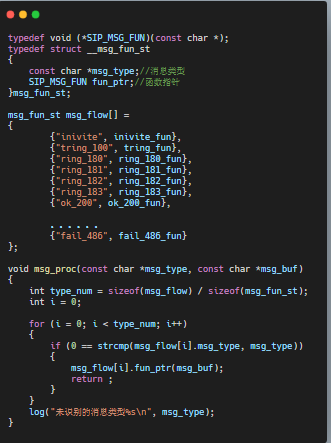 typedef void (*SIP_MSG_FUN)(const char *);
typedef struct __msg_fun_st
{
    const char *msg_type;//消息类型
    SIP_MSG_FUN fun_ptr;//函数指针
}msg_fun_st;

msg_fun_st msg_flow[] =
{
        {"inivite", inivite_fun},
        {"tring_100", tring_fun},
        {"ring_180", ring_180_fun},
        {"ring_181", ring_181_fun},
        {"ring_182", ring_182_fun},
        {"ring_183", ring_183_fun},
        {"ok_200", ok_200_fun},

        . . . . . .
        {"fail_486", fail_486_fun}
};

void msg_proc(const char *msg_type, const char *msg_buf)
{
    int type_num = sizeof(msg_flow) / sizeof(msg_fun_st);
    int i = 0;

    for (i = 0; i < type_num; i++)
    {
        if (0 == strcmp(msg_flow[i].msg_type, msg_type))
        {
            msg_flow[i].fun_ptr(msg_buf);
            return ;
        }
    }
    log("未识别的消息类型%s\n", msg_type);
}